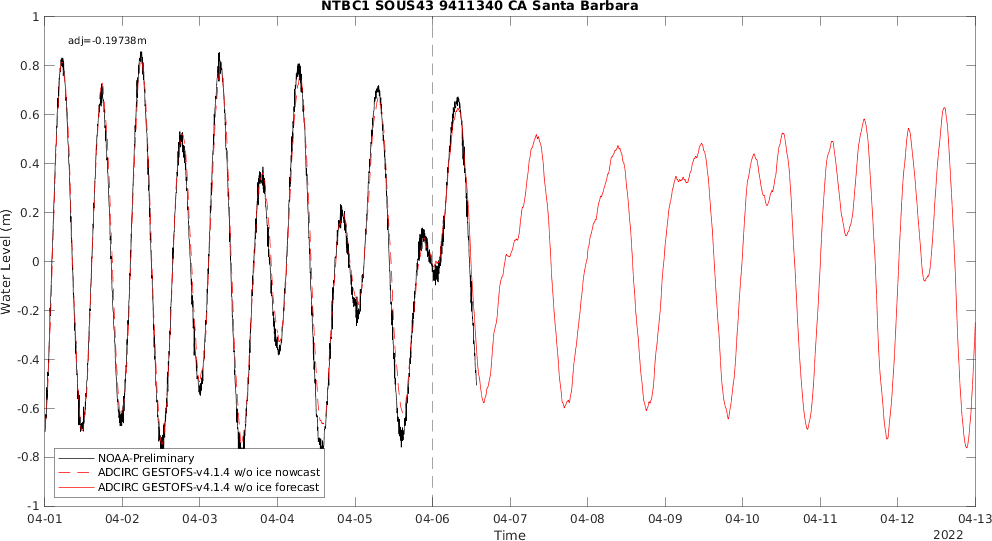 NTBC1 SOUS43 9411340 CA Santa Barbara
adj=-0.19738m
Water Level (m)
1
0.8
0.6
0.4
0.2
0
-0.2
-0.4
-0.6
-0.8
-1
NOAA-Preliminary
ADCIRC GESTOFS-v4.1.4 w/o ice nowcast
ADCIRC GESTOFS-v4.1.4 w/o ice forecast
04-01 04-02 04-03 04-04 04-05 04-06 04-07 04-08 04-09 04-10 04-11 04-12 04-13
Time
2022